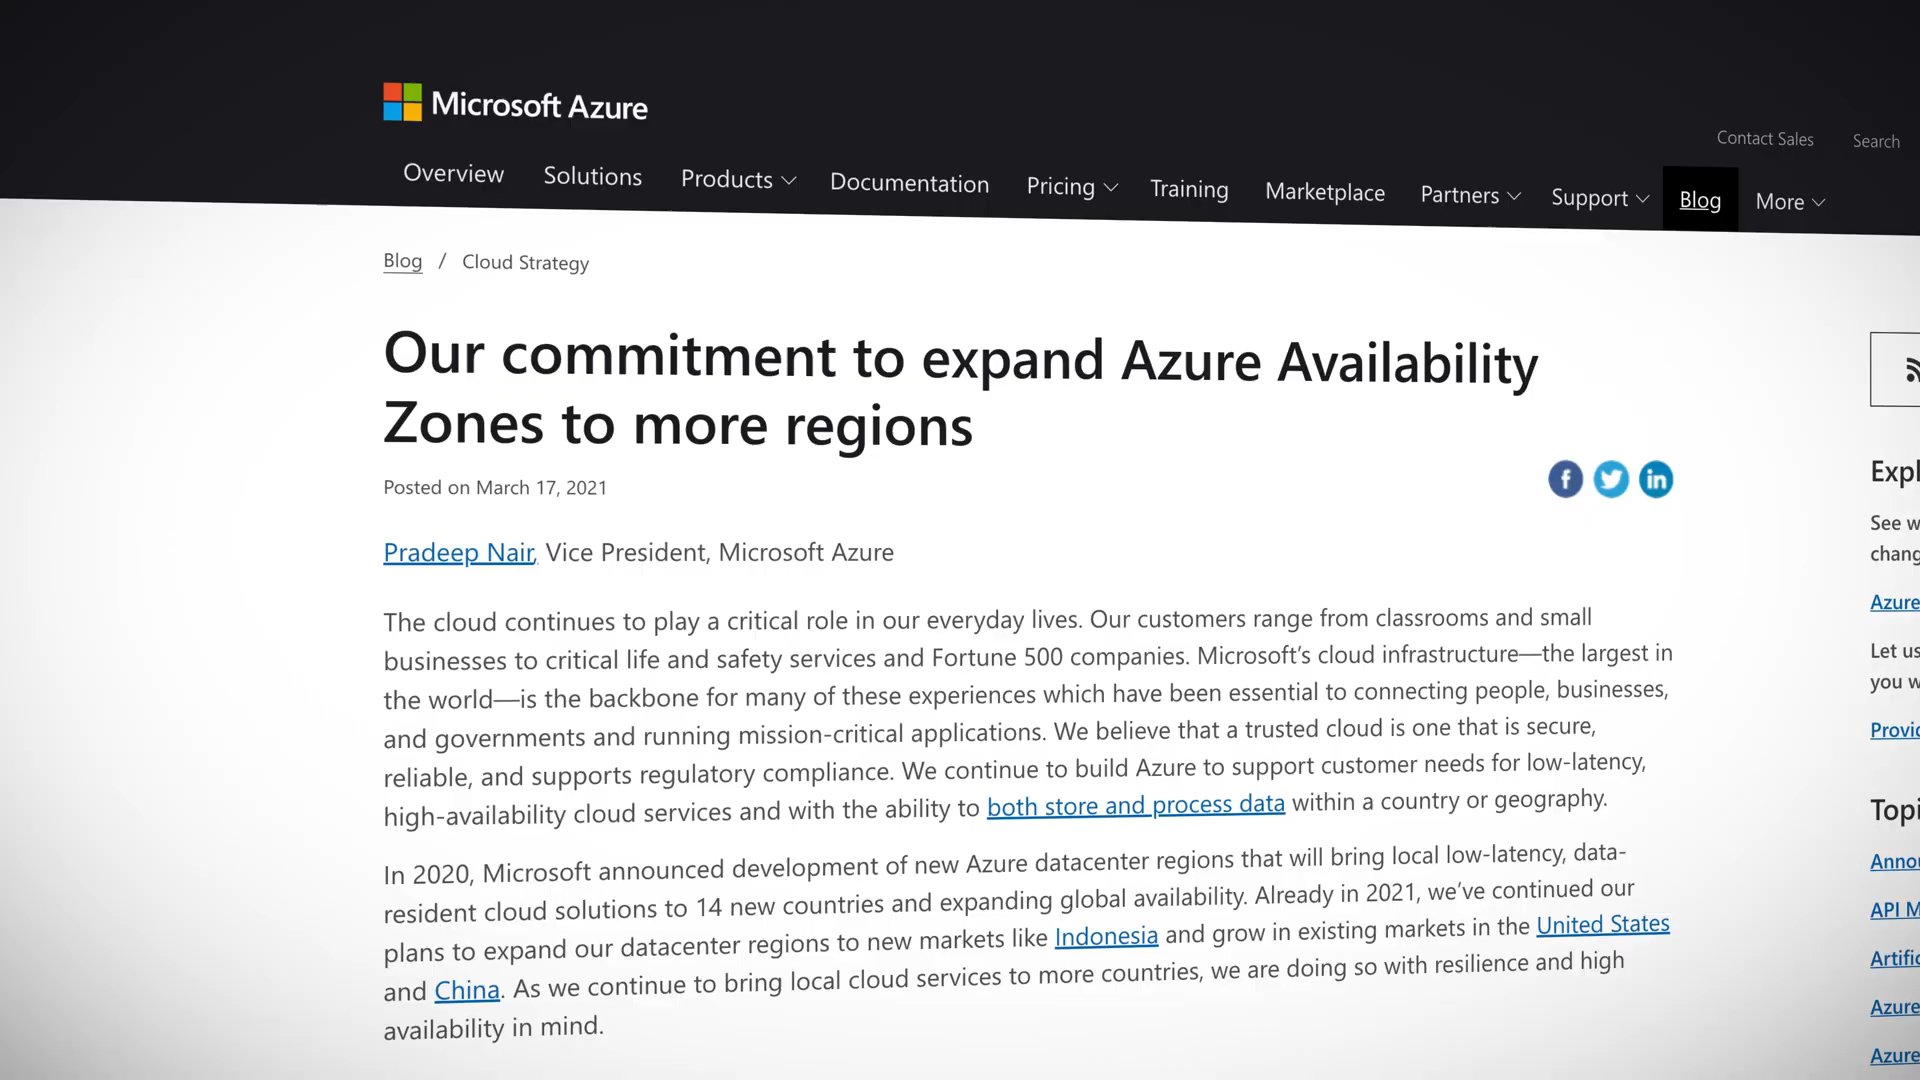 Microsoft Azure
Contact Sales Search
Overview Solutions Products Documentation Pricing Training Marketplace Partners Support Blog More
Blog / Cloud Strategy
Our commitment to expand Azure Availability
Zones to more regions
Posted on March 17, 2021
Pradeep Nair, Vice President, Microsoft Azure
The cloud continues to play a critical role in our everyday lives. Our customers range from classrooms and small
businesses to critical life and safety services and Fortune 500 companies. Microsoft's cloud infrastructure—the largest in
the world—is the backbone for many of these experiences which have been essential to connecting people, businesses,
and governments and running mission-critical applications. We believe that a trusted cloud is one that is secure,
reliable, and supports regulatory compliance. We continue to build Azure to support customer needs for low-latency,
high-availability cloud services and with the ability to both store and process data within a country or geography.
In 2020, Microsoft announced development of new Azure datacenter regions that will bring local low-latency, data-
resident cloud solutions to 14 new countries and expanding global availability. Already in 2021, we've continued our
plans to expand our datacenter regions to new markets like Indonesia and grow in existing markets in the United States
and China. As we continue to bring local cloud services to more countries, we are doing so with resilience and high
availability in mind.
See
Azure
Let us
you
API
Azure
Azure